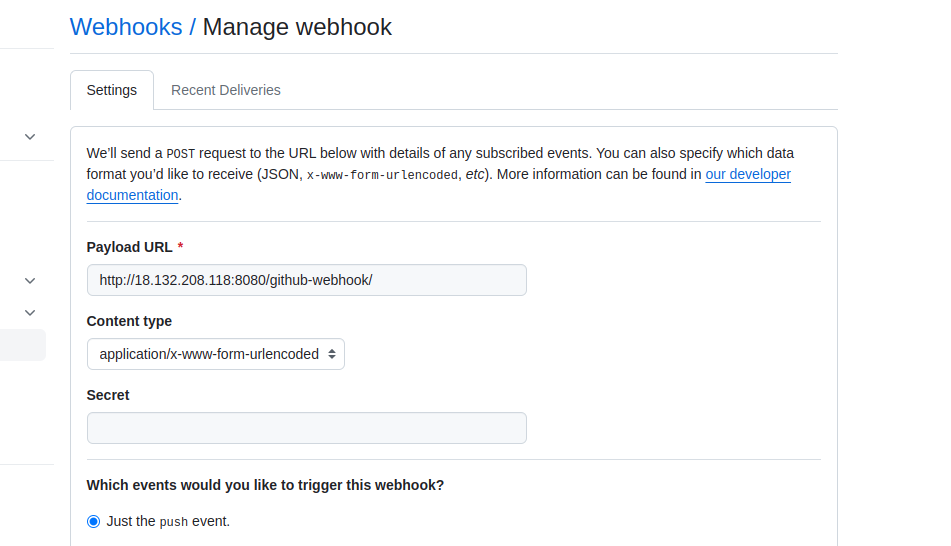 Webhooks / Manage webhook
Settings
Recent Deliveries
We’ll send a POST request to the URL below with details of any subscribed events. You can also specify which data
format you’d like to receive (JSON, x-www-form-urlencoded, etc). More information can be found in our developer
documentation.
Payload URL *
http://18.132.208.118:8080/github-webhook/
Content type
application/x-www-form-urlencoded
Secret
Which events would you like to trigger this webhook?
Just the push event.